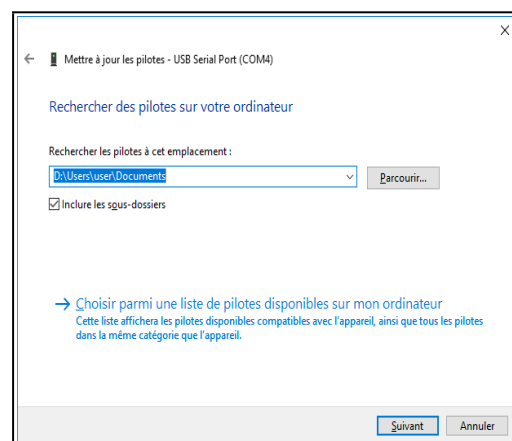 Mettre à jour les pilotes - USB Serial Port (COM4)
Rechercher des pilotes sur votre ordinateur
Rechercher les pilotes à cet emplacement :
D:\Users\user\Documents
Parcourir...
Inclure les sous-dossiers
Choisir parmi une liste de pilotes disponibles sur mon ordinateur
Cette liste affichera les pilotes disponibles compatibles avec l'appareil, ainsi que tous les pilotes
dans la même catégorie que l'appareil.
Suivant Annuler